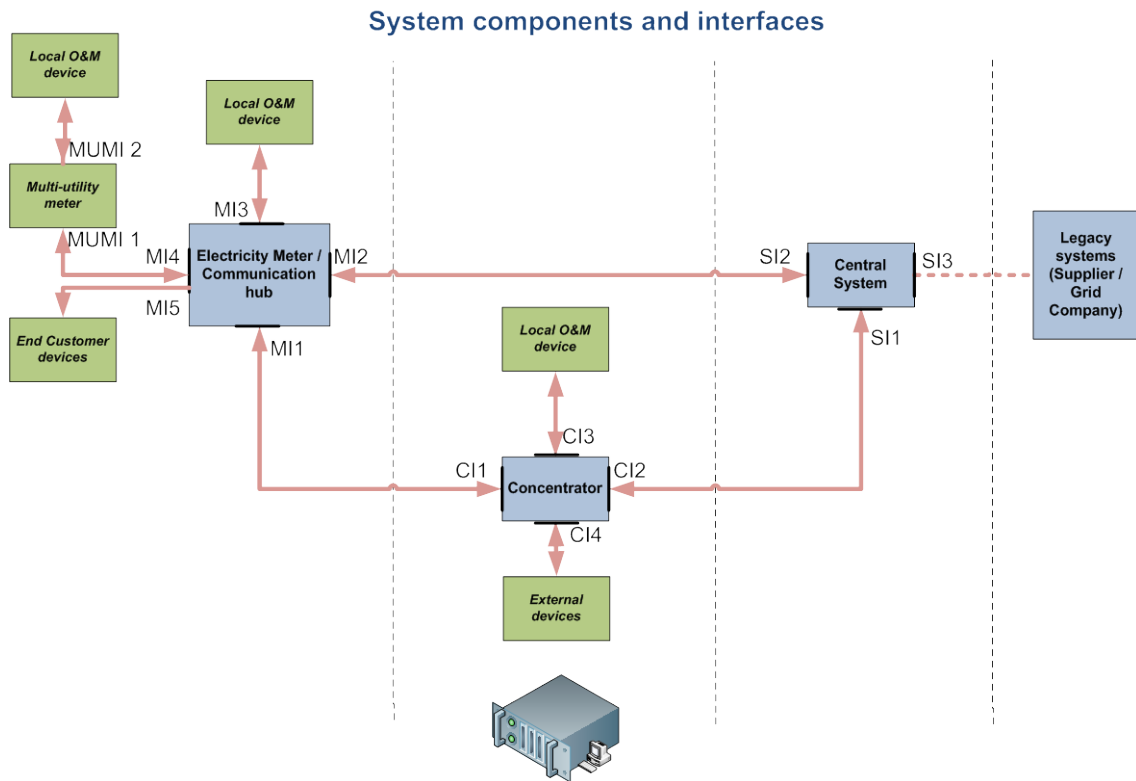 System components and interfaces
Local O&M
device
Local O&M
device
MUMI 2
Multi-utility
meter
MUMI 1
MI3
MI4
Electricity Meter /
Communication
hub
MI2
MI5
MI1
End Customer
devices
SI2
Central
System
SI3
SI1
Legacy
systems
(Supplier /
Grid
Company)
Local O&M
device
CI3
CI1
Concentrator
CI2
CI4
External
devices